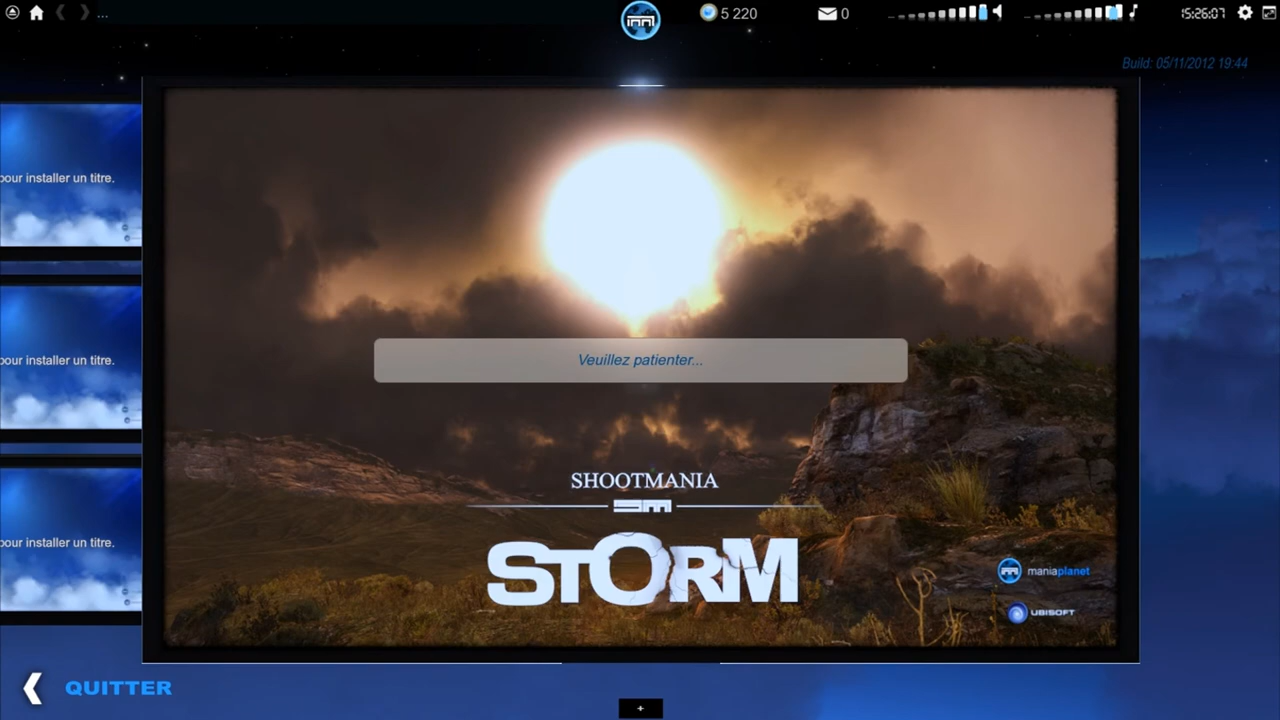 ...
5 220
0
15:26:07
Build: 05/11/2012 19:44
pour installer un titre.
pour installer un titre.
pour installer un titre.
Veuillez patienter...
SHOOTMANIA
SM
STORM
maniaplanet
UBISOFT
QUITTER
+